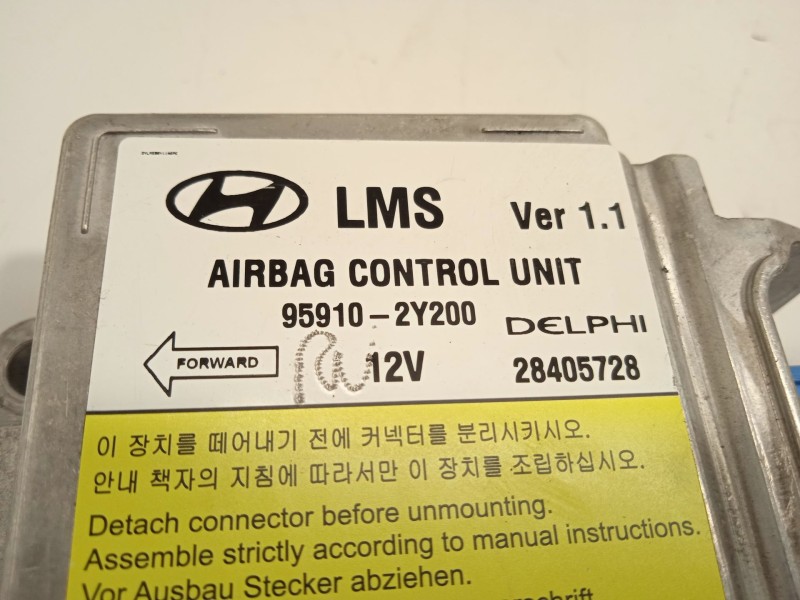 LMS Ver 1.1
AIRBAG CONTROL UNIT
95910-2Y200 DELPHI
FORWARD 12V 28405728
이 장치를 떼어내기 전에 커넥터를 분리시키시오.
안내 책자의 지침에 따라서만 이 장치를 조립하십시오.
Detach connector before unmounting.
Assemble strictly according to manual instructions.
Vor Ausbau Stecker abziehen.